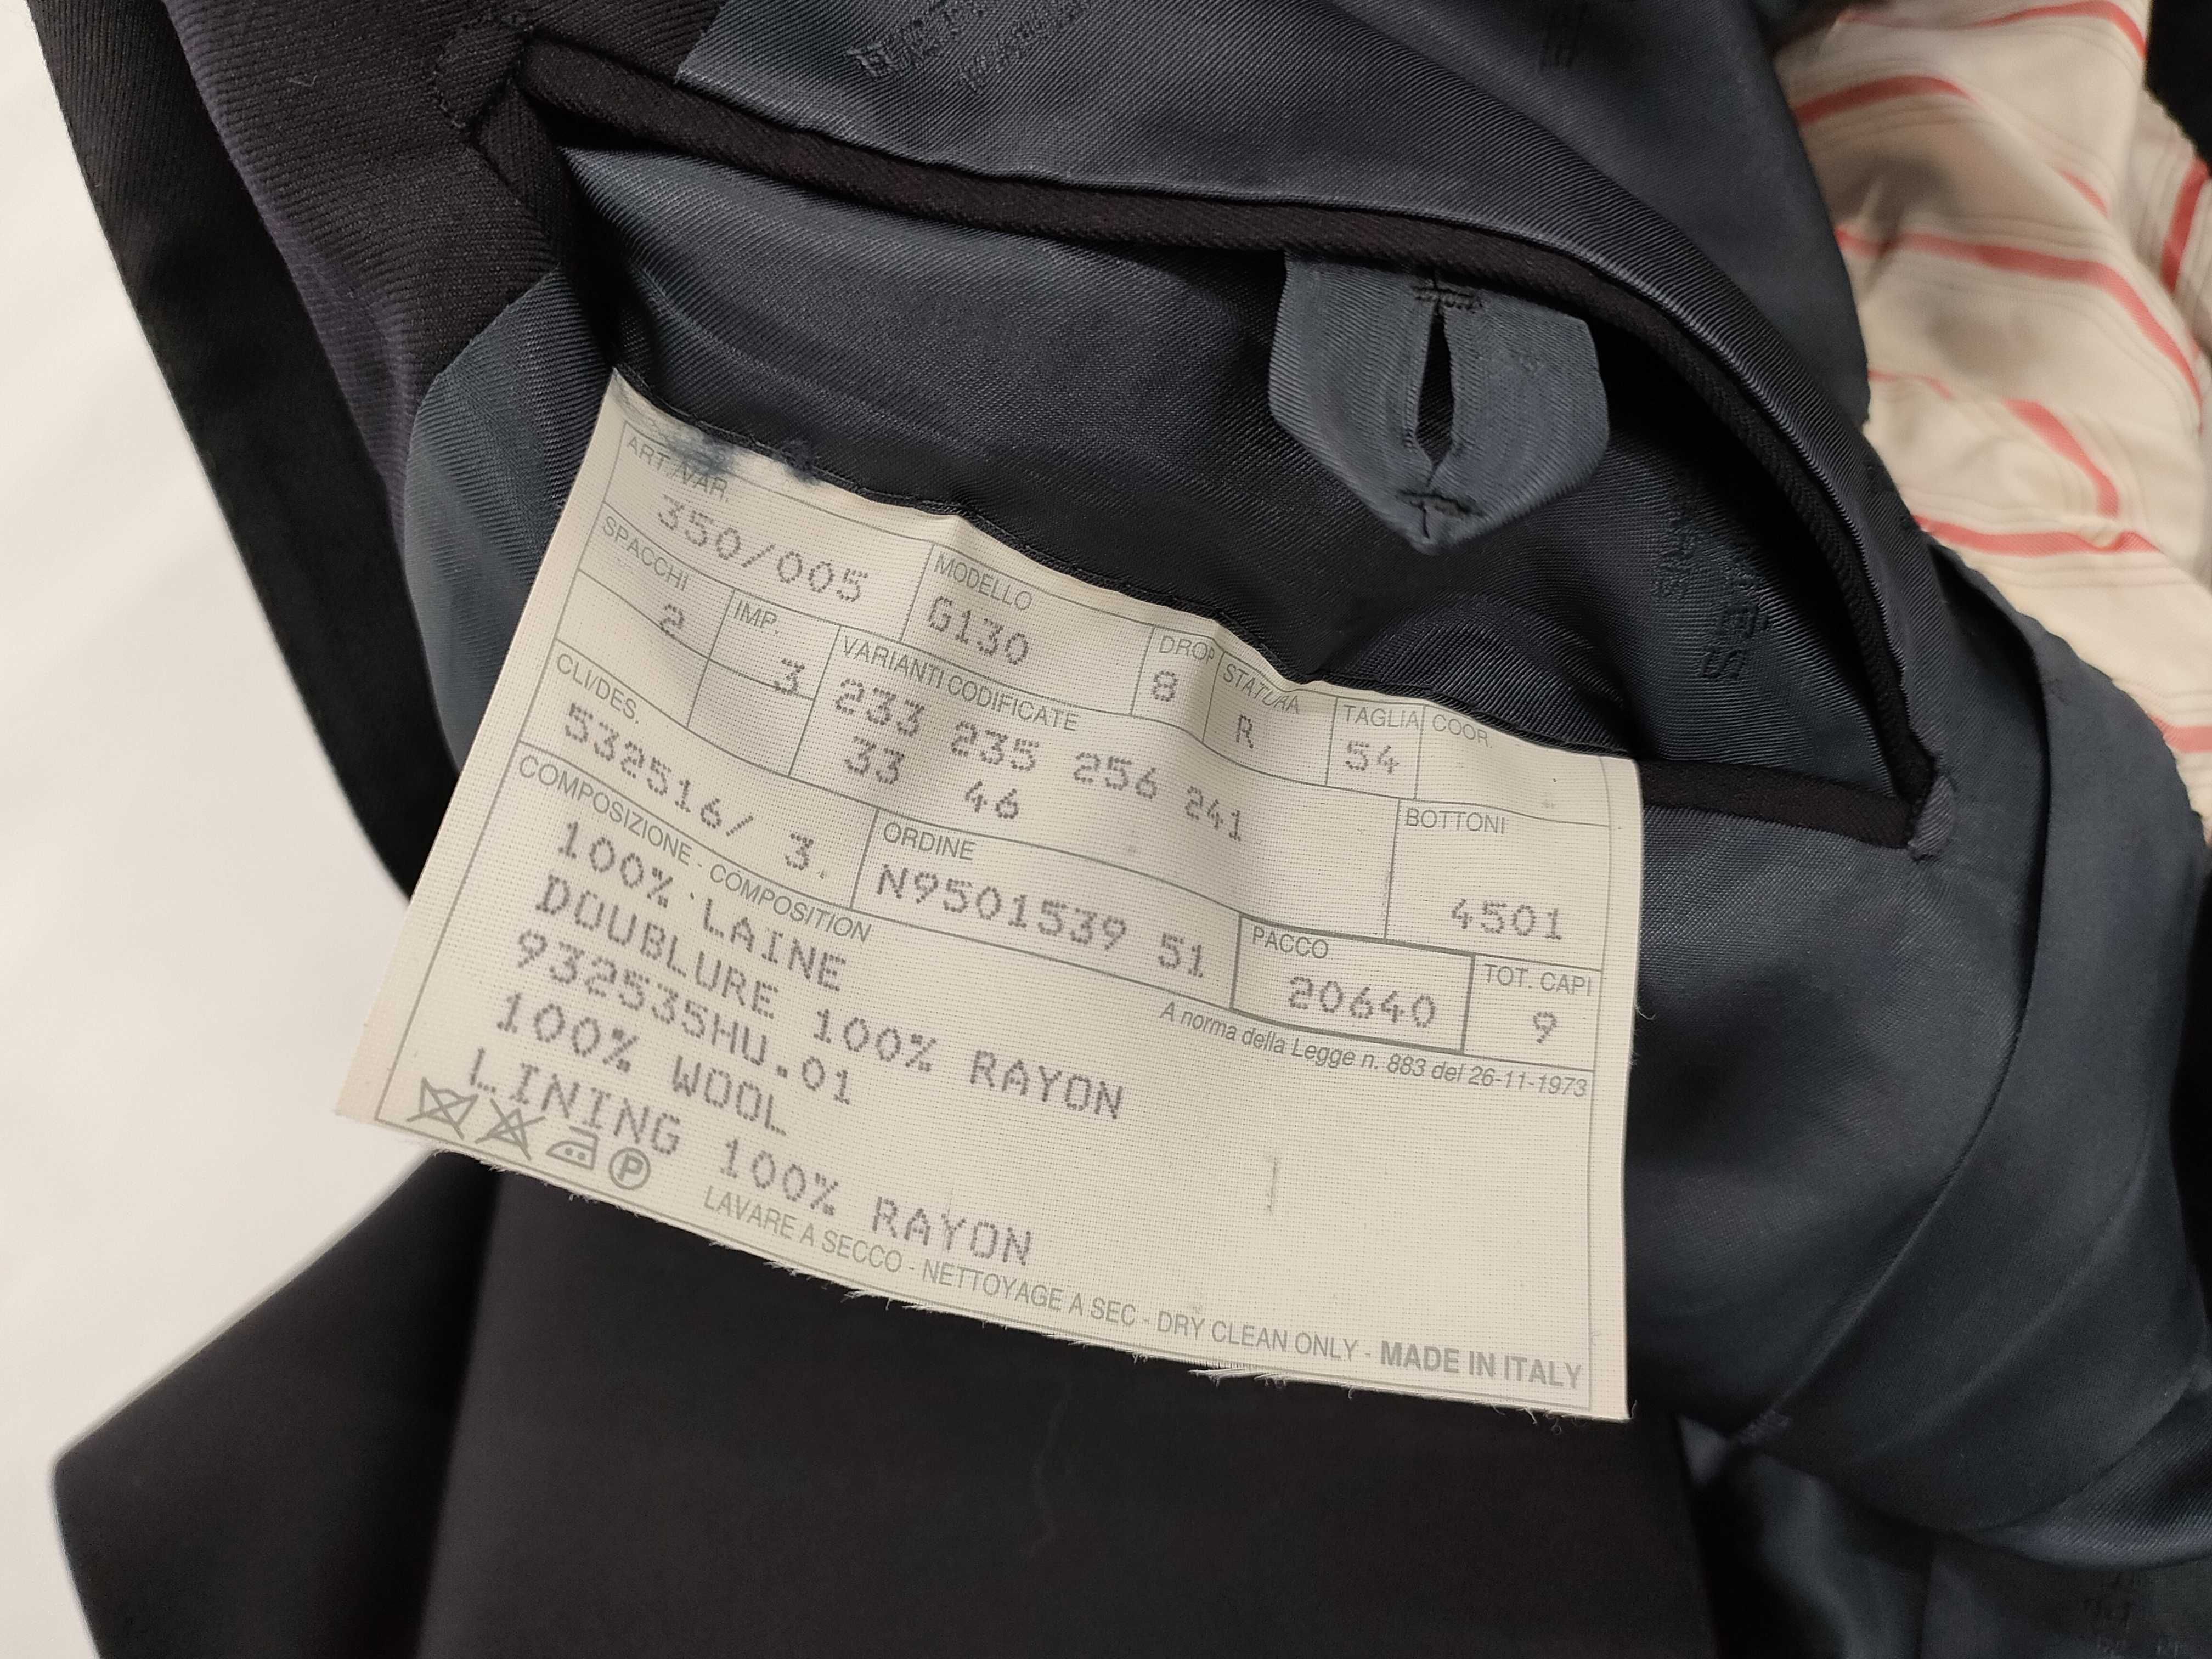 ART./VAR.
350/005
MODELLO
G130
DROP
8
STATURA
R
TAGLIA
54
COOR.
SPACCHI
2
IMP.
3
VARIANTI CODIFICATE
233 235 256 241
33 46
BOTTONI
4501
CLI/DES.
532516/ 3.
ORDINE
N9501539 51
PACCO
20640
TOT. CAPI
9
COMPOSIZIONE - COMPOSITION
A norma della Legge n. 883 del 26-11-1973
100% LAINE
DOUBLURE 100% RAYON
932535HU.01
100% WOOL
LINING 100% RAYON
P
LAVARE A SECCO - NETTOYAGE A SEC - DRY CLEAN ONLY - MADE IN ITALY